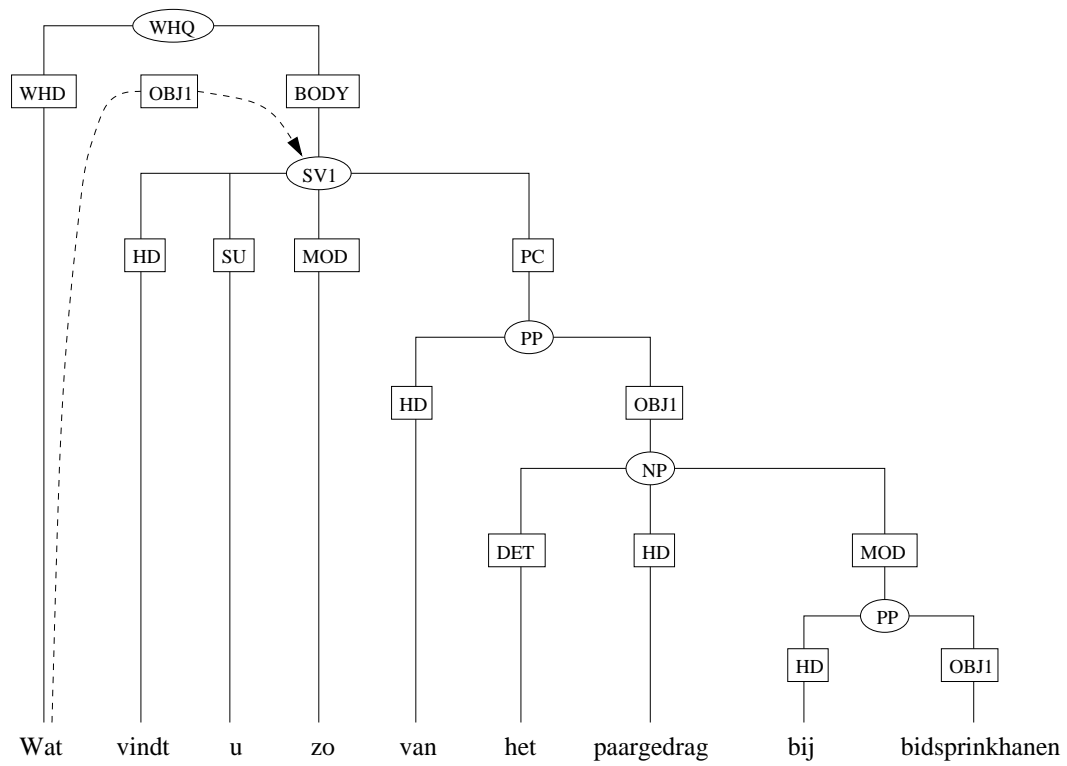 WHQ
WHD OBJ1 BODY
SV1
HD SU MOD PC
PP
HD OBJ1
NP
DET HD MOD
PP
HD OBJ1
Wat vindt u zo van het paargedrag bij bidsprinkhanen